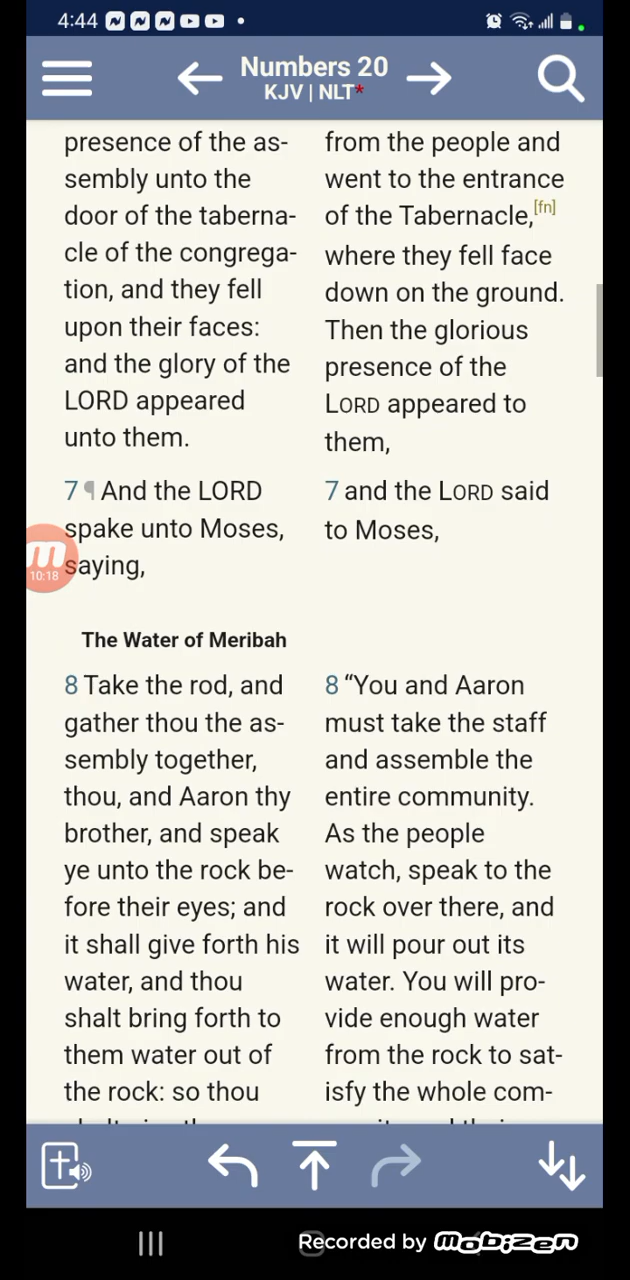 4:44
Numbers 20
KJV | NLT*
presence of the as-
sembly unto the
door of the taberna-
cle of the congrega-
tion, and they fell
upon their faces:
and the glory of the
LORD appeared
unto them.
7 ¶ And the LORD
spake unto Moses,
saying,
The Water of Meribah
8 Take the rod, and
gather thou the as-
sembly together,
thou, and Aaron thy
brother, and speak
ye unto the rock be-
fore their eyes; and
it shall give forth his
water, and thou
shalt bring forth to
them water out of
the rock: so thou
from the people and
went to the entrance
of the Tabernacle,[fn]
where they fell face
down on the ground.
Then the glorious
presence of the
LORD appeared to
them,
7 and the LORD said
to Moses,
8 “You and Aaron
must take the staff
and assemble the
entire community.
As the people
watch, speak to the
rock over there, and
it will pour out its
water. You will pro-
vide enough water
from the rock to sat-
isfy the whole com-
10:18
Recorded by mobizen